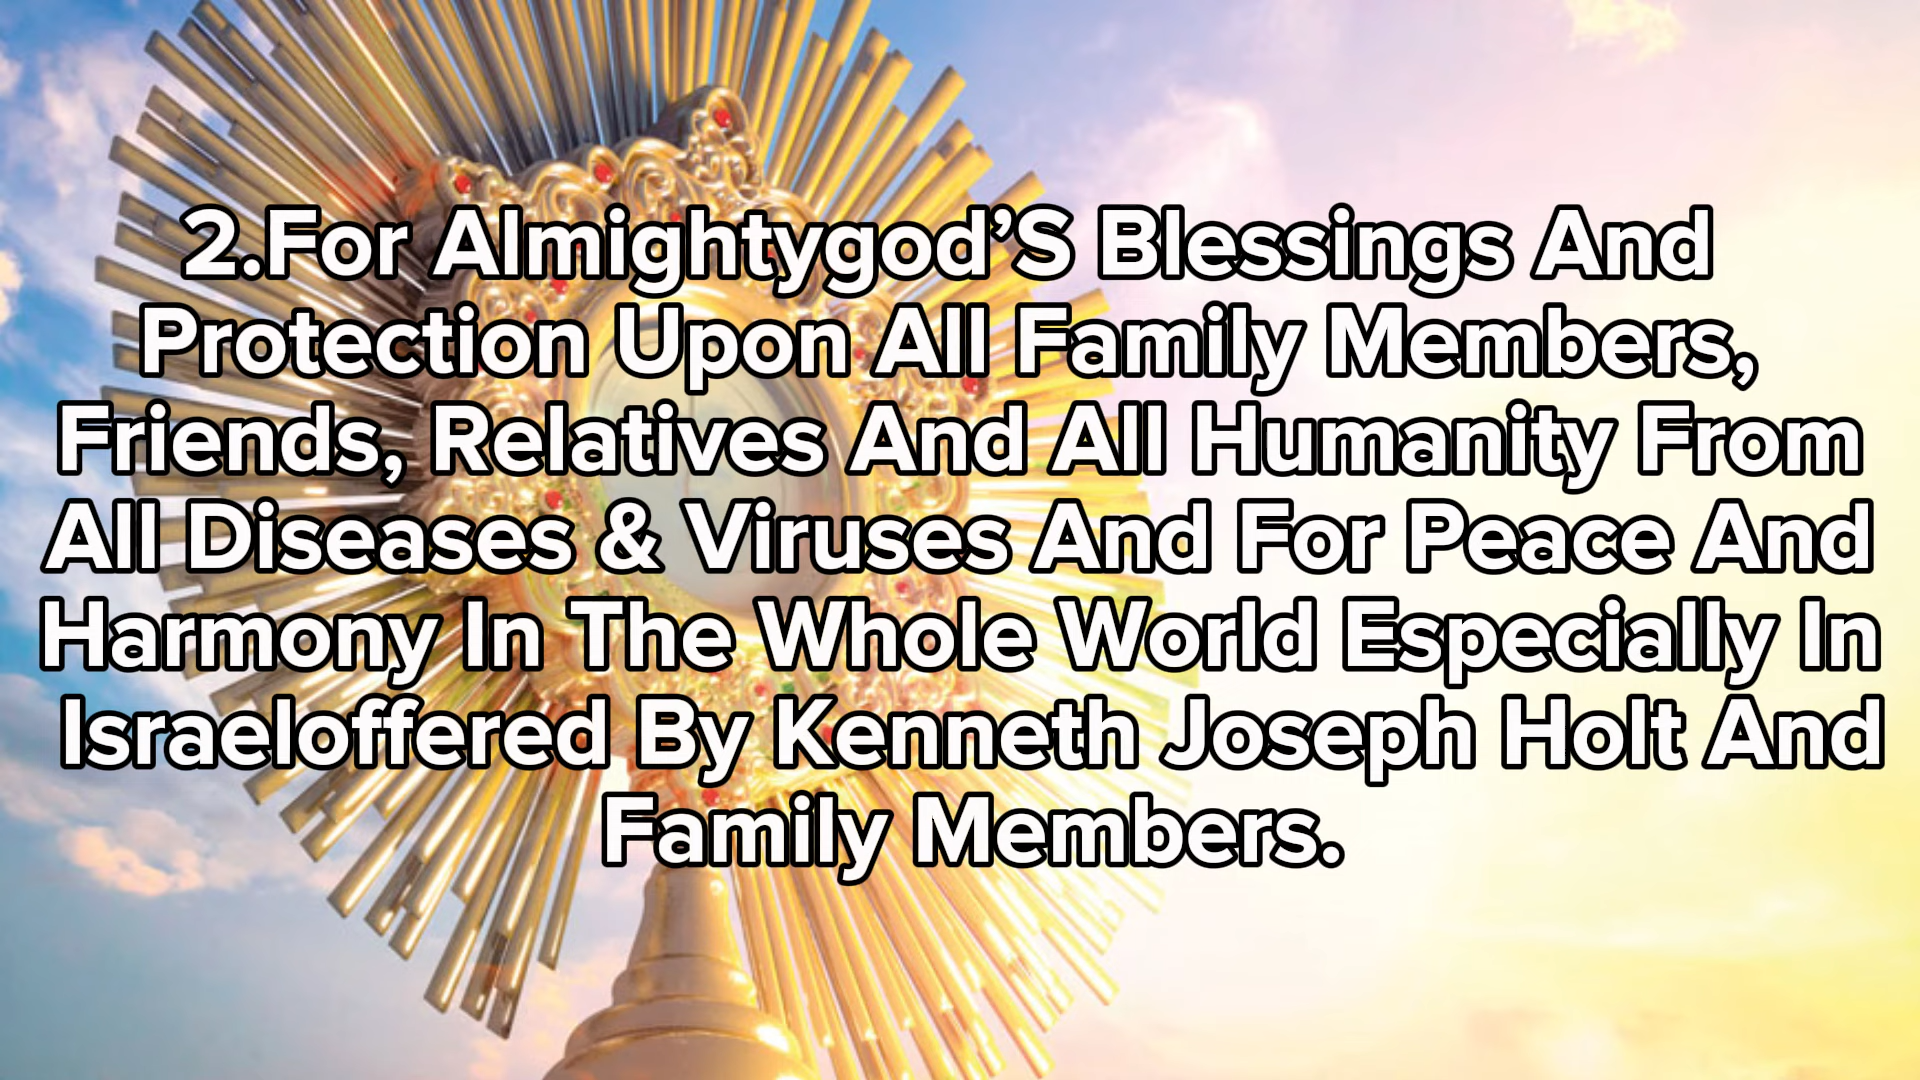 2.For Almightygod’S Blessings And
Protection Upon All Family Members,
Friends, Relatives And All Humanity From
All Diseases & Viruses And For Peace And
Harmony In The Whole World Especially In
Israeloffered By Kenneth Joseph Holt And
Family Members.